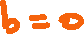 b = 0